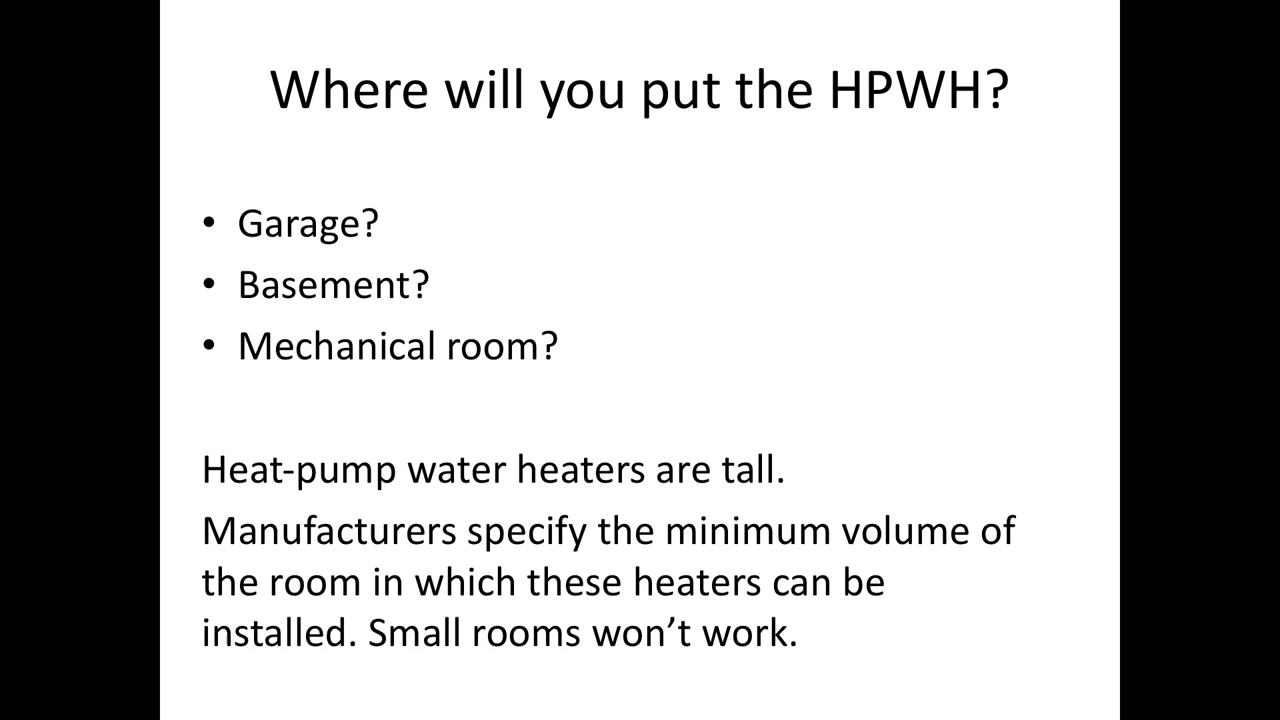 Where will you put the HPWH?
• Garage?
• Basement?
• Mechanical room?
Heat-pump water heaters are tall.
Manufacturers specify the minimum volume of
the room in which these heaters can be
installed. Small rooms won’t work.